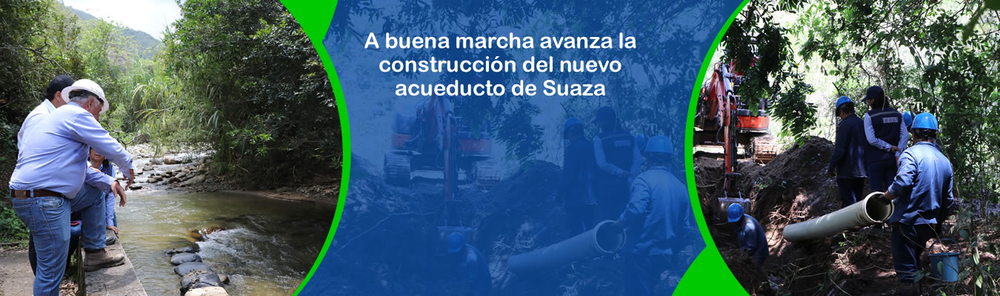 A buena marcha avanza la
construcción del nuevo
acueducto de Suaza